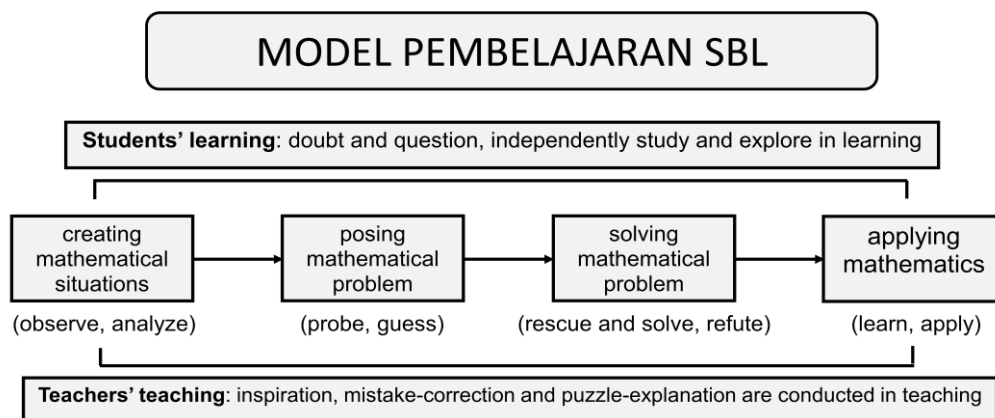 MODEL PEMBELAJARAN SBL
Students’ learning: doubt and question, independently study and explore in learning
creating
mathematical
situations
posing
mathematical
problem
solving
mathematical
problem
applying
mathematics
(observe, analyze)
(probe, guess)
(rescue and solve, refute)
(learn, apply)
Teachers’ teaching: inspiration, mistake-correction and puzzle-explanation are conducted in teaching